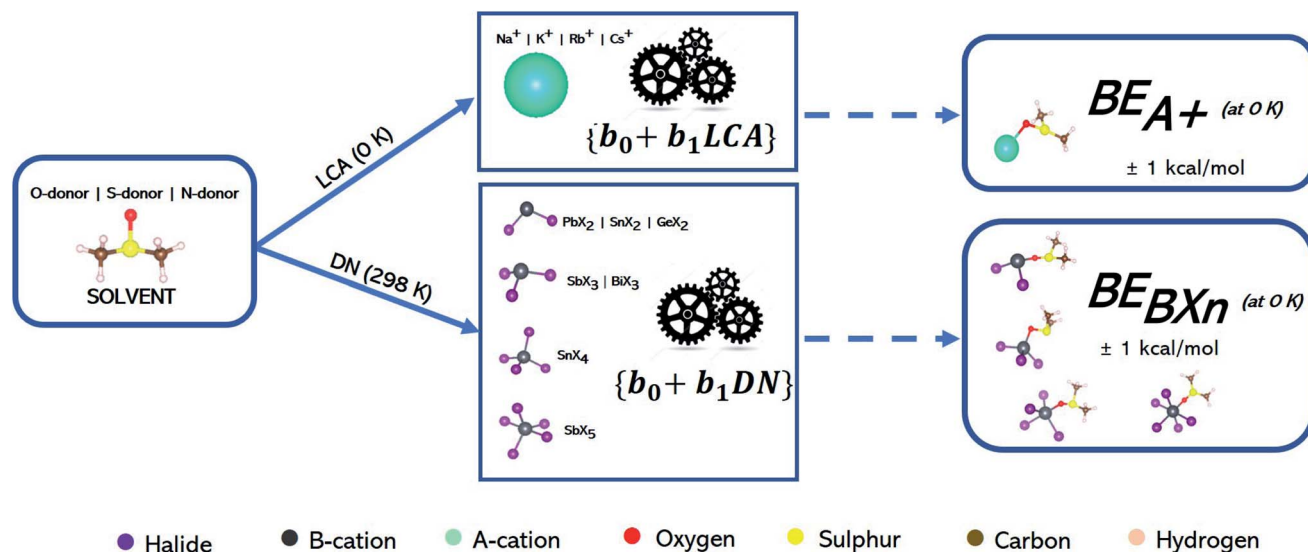 O-donor | S-donor | N-donor
SOLVENT
LCA (0 K)
DN (298 K)
Na⁺ | K⁺ | Rb⁺ | Cs⁺
{b₀ + b₁LCA}
PbX₂ | SnX₂ | GeX₂
SbX₃ | BiX₃
SnX₄
SbX₅
{b₀ + b₁DN}
BE_A+ (at 0 K)
± 1 kcal/mol
BE_BXn (at 0 K)
± 1 kcal/mol
Halide
B-cation
A-cation
Oxygen
Sulphur
Carbon
Hydrogen